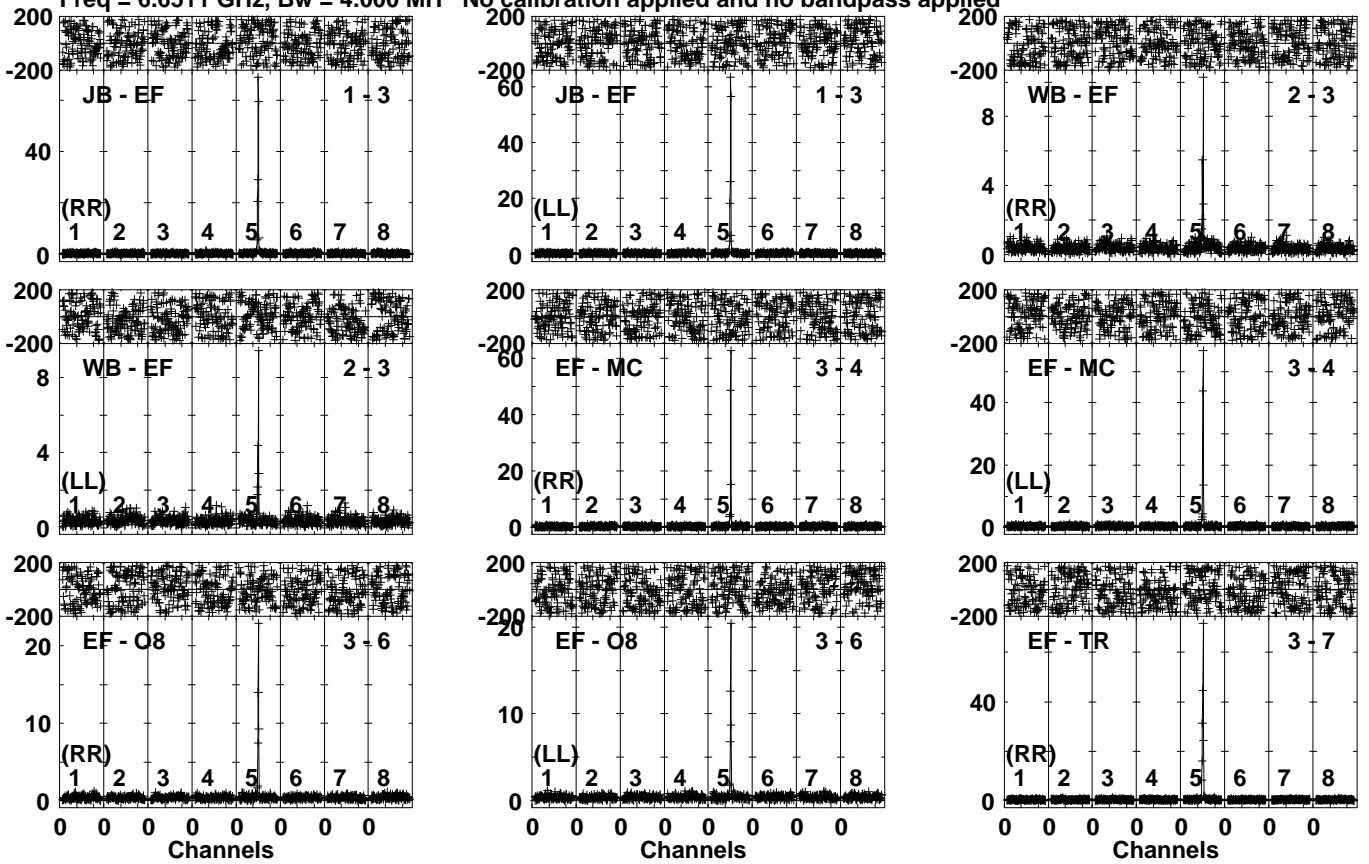 Freq = 6.6511 GHz, Bw = 4.000 MH No calibration applied and no bandpass applied
200 200 200
-200 -200 -200
JB - EF 1 - 3 60 JB - EF 1 - 3 WB - EF 2 - 3
8
40 40
4
20
(RR) (LL) (RR)
1 2 3 4 5 6 7 8 1 2 3 4 5 6 7 8 1 2 3 4 5 6 7 8
0 0 0
200 200 200
-200 -200 -200
WB - EF 2 - 3 60 EF - MC 3 - 4 EF - MC 3 - 4
8 40 40
4 20 20
(LL) (RR) (LL)
1 2 3 4 5 6 7 8 1 2 3 4 5 6 7 8 1 2 3 4 5 6 7 8
0 0 0
200 200 200
-200 -200 -200
20 EF - O8 3 - 6 20 EF - O8 3 - 6 EF - TR 3 - 7
10 10 40
(RR) (LL) (RR)
1 2 3 4 5 6 7 8 1 2 3 4 5 6 7 8 1 2 3 4 5 6 7 8
0 0 0
0 0 0 0 0 0 0 0 0 0 0 0 0 0 0 0 0 0 0 0 0 0 0 0
Channels Channels Channels